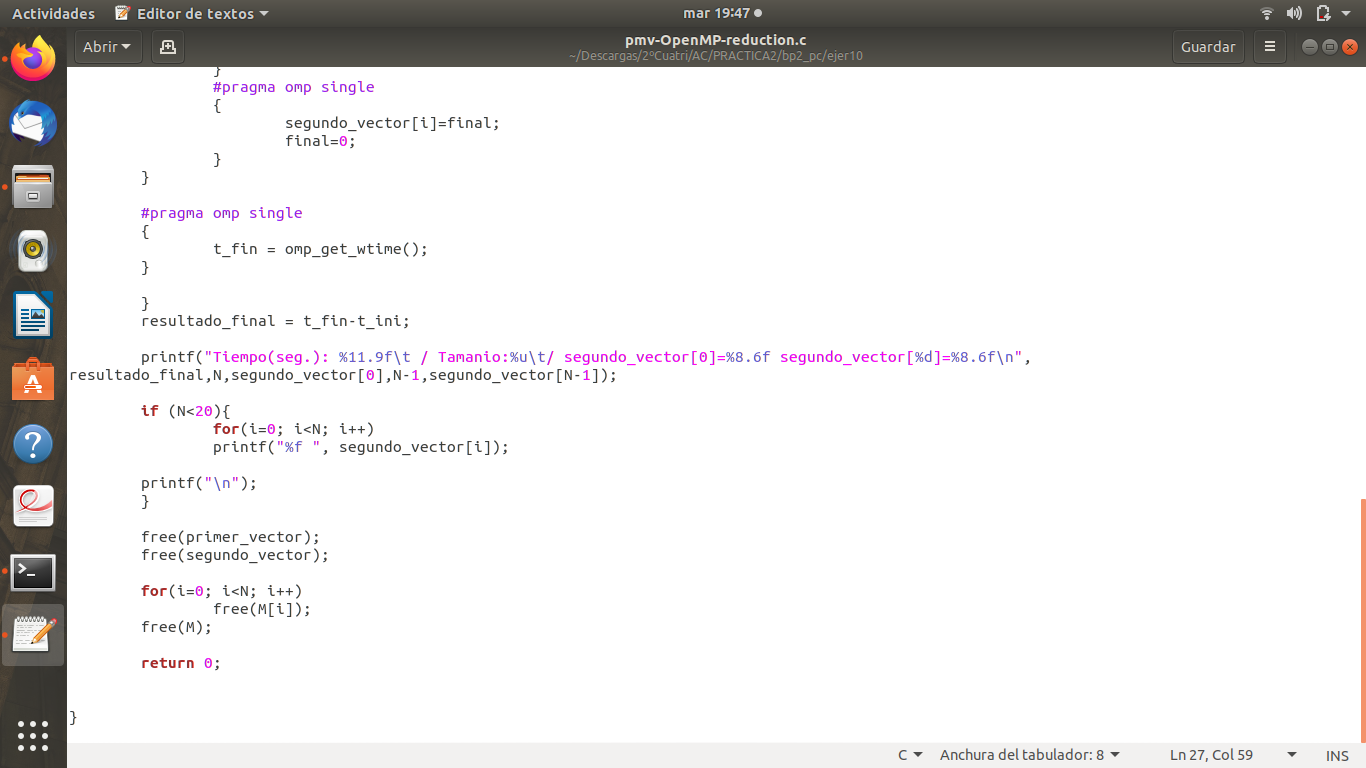 Actividades Editor de textos mar 19:47
Abrir pmv-OpenMP-reduction.c Guardar
~/Descargas/2ºCuatri/AC/PRACTICA2/bp2_pc/ejer10
}
#pragma omp single
{
segundo_vector[i]=final;
final=0;
}
}
#pragma omp single
{
t_fin = omp_get_wtime();
}
}
resultado_final = t_fin-t_ini;
printf("Tiempo(seg.): %11.9f\t / Tamanio:%u\t/ segundo_vector[0]=%8.6f segundo_vector[%d]=%8.6f\n",
resultado_final,N,segundo_vector[0],N-1,segundo_vector[N-1]);
if (N<20){
for(i=0; i<N; i++)
printf("%f ", segundo_vector[i]);
printf("\n");
}
free(primer_vector);
free(segundo_vector);
for(i=0; i<N; i++)
free(M[i]);
free(M);
return 0;
}
C Anchura del tabulador: 8 Ln 27, Col 59 INS